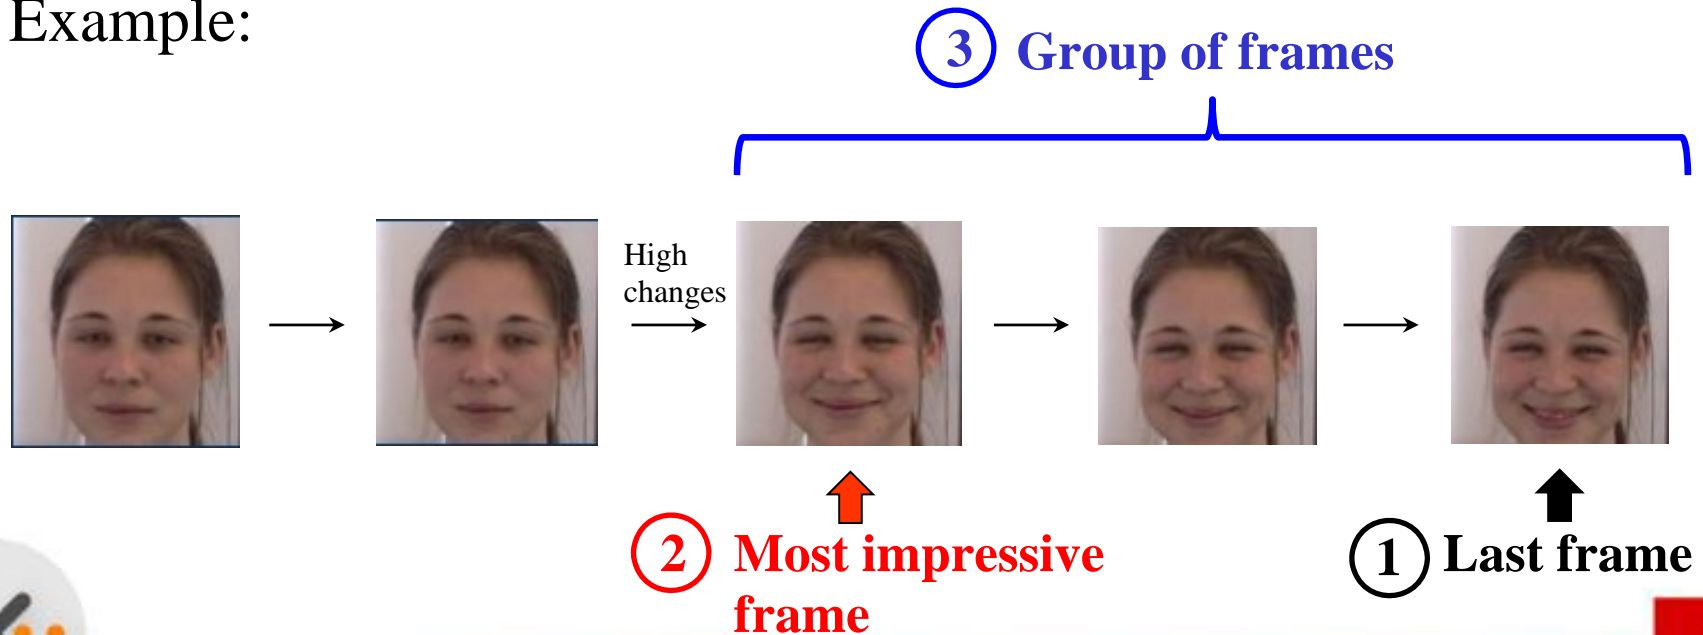 Example:
3 Group of frames
High
changes
2 Most impressive
frame
1 Last frame